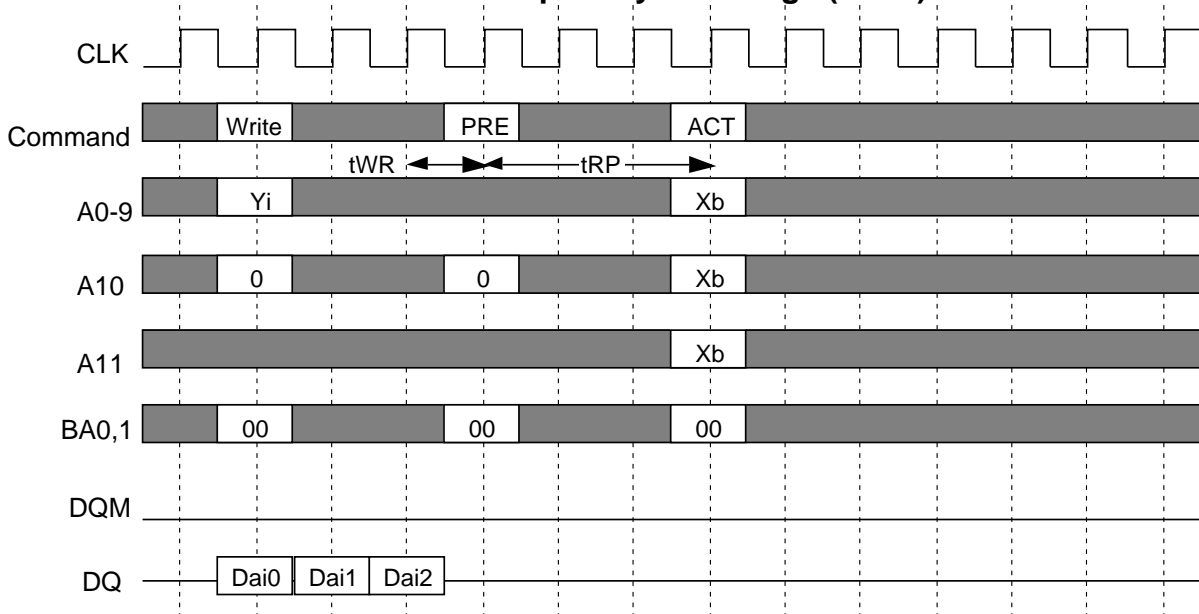 CLK
Command Write PRE ACT
tWR tRP
A0-9 Yi Xb
A10 0 0 Xb
A11 Xb
BA0,1 00 00 00
DQM
DQ Dai0 Dai1 Dai2